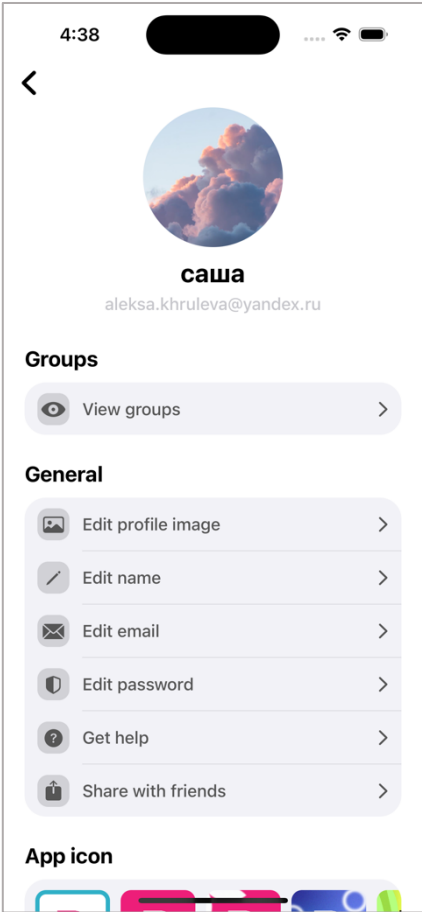 4:38
саша
aleksa.khruleva@yandex.ru
Groups
View groups
General
Edit profile image
Edit name
Edit email
Edit password
Get help
Share with friends
App icon